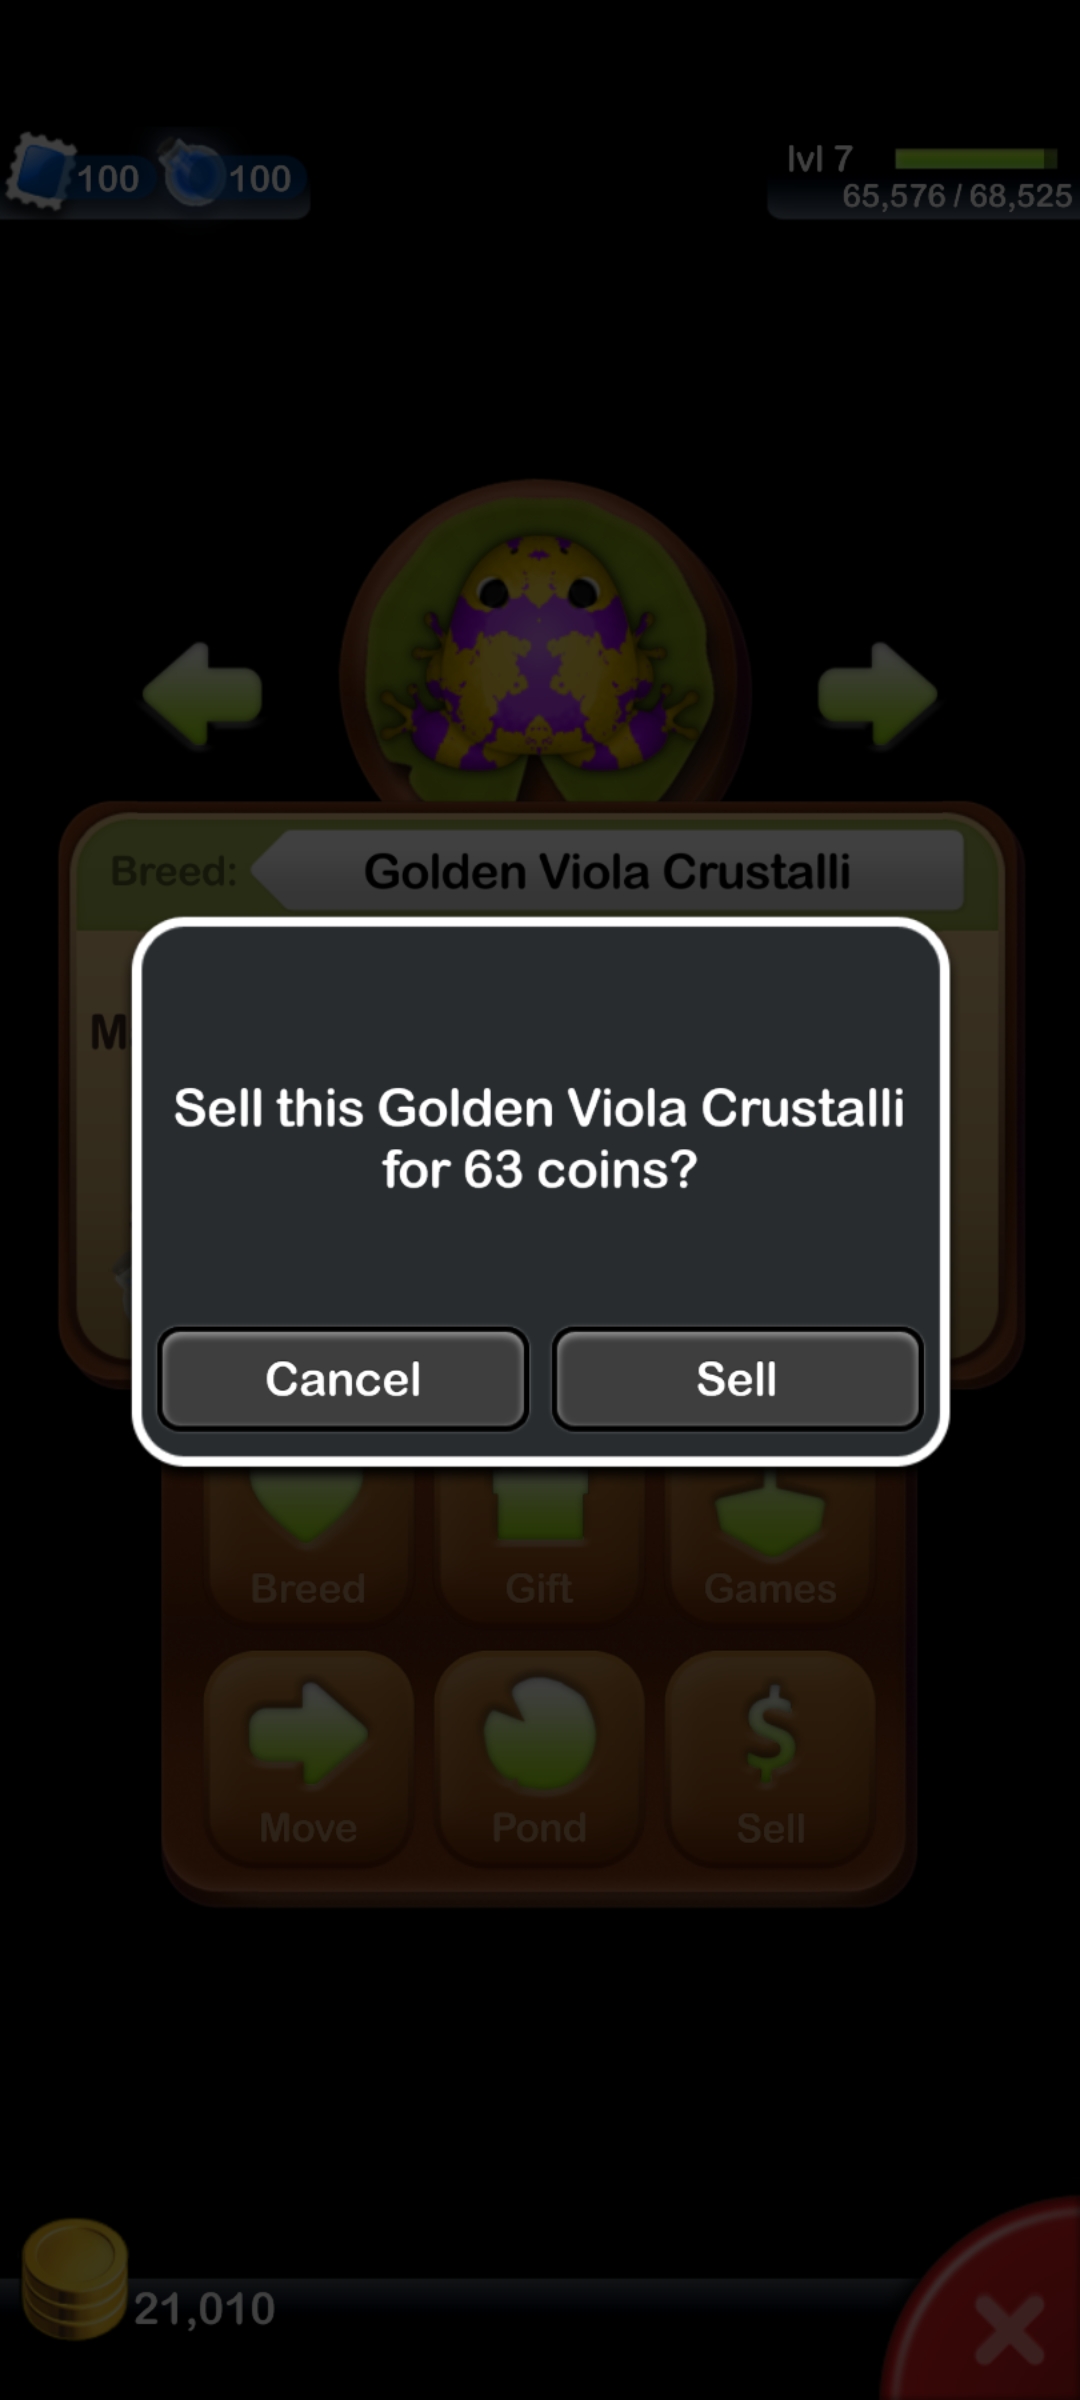 100
100
lvl 7
65,576 / 68,525
Breed:
Golden Viola Crustalli
M
Sell this Golden Viola Crustalli
for 63 coins?
Cancel
Sell
Breed
Gift
Games
Move
Pond
$
Sell
21,010